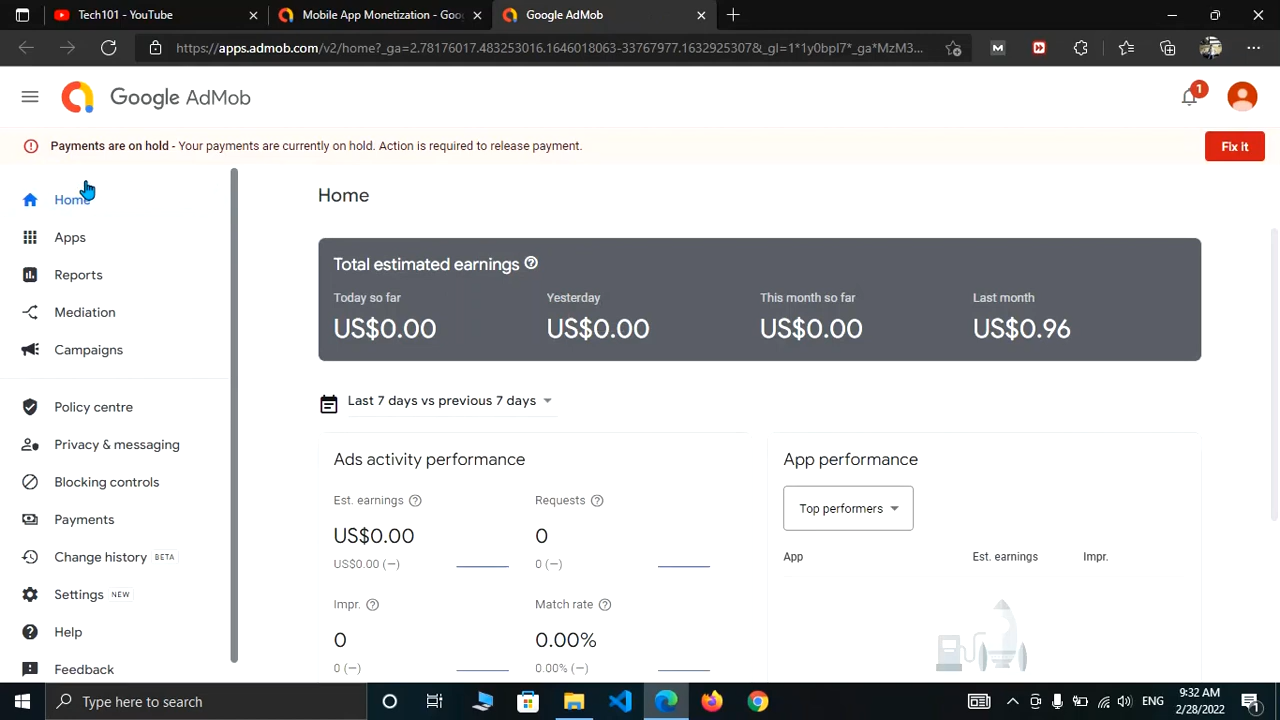 Tech101 - YouTube
Mobile App Monetization - Goo
Google AdMob
https://apps.admob.com/v2/home?_ga=2.78176017.483253016.1646018063-33767977.1632925307&_gl=1*1y0bpl7*_ga*MzM3...
M
Google AdMob
1
Payments are on hold - Your payments are currently on hold. Action is required to release payment.
Fix it
Home
Apps
Reports
Mediation
Campaigns
Policy centre
Privacy & messaging
Blocking controls
Payments
Change history BETA
Settings NEW
Help
Feedback
Home
Total estimated earnings
Today so far
US$0.00
Yesterday
US$0.00
This month so far
US$0.00
Last month
US$0.96
Last 7 days vs previous 7 days
Ads activity performance
Est. earnings
US$0.00
US$0.00 (—)
Requests
0
0 (—)
Impr.
0
0 (—)
Match rate
0.00%
0.00% (—)
App performance
Top performers
App
Est. earnings
Impr.
Type here to search
ENG
9:32 AM
2/28/2022
1